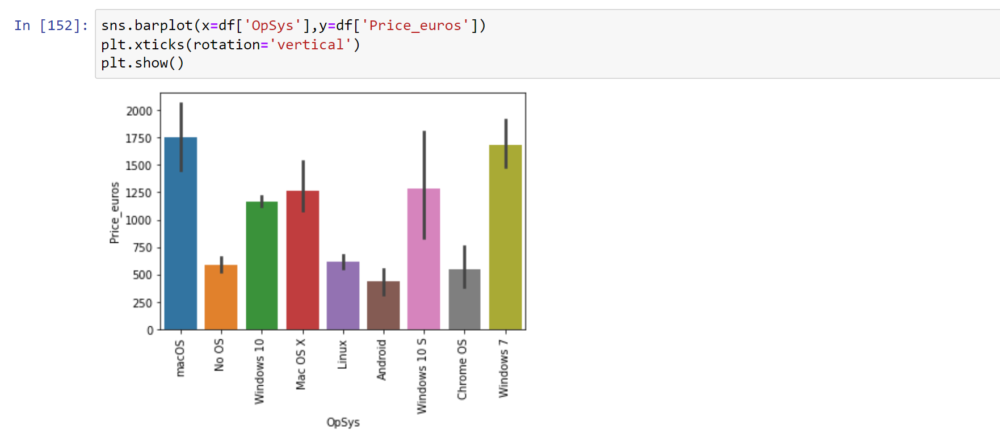 In [152]: sns.barplot(x=df['OpSys'],y=df['Price_euros'])
plt.xticks(rotation='vertical')
plt.show()
2000
1750
1500
1250
1000
750
500
250
0
Price_euros
macOS
No OS
Windows 10
Mac OS X
Linux
Android
Windows 10 S
Chrome OS
Windows 7
OpSys